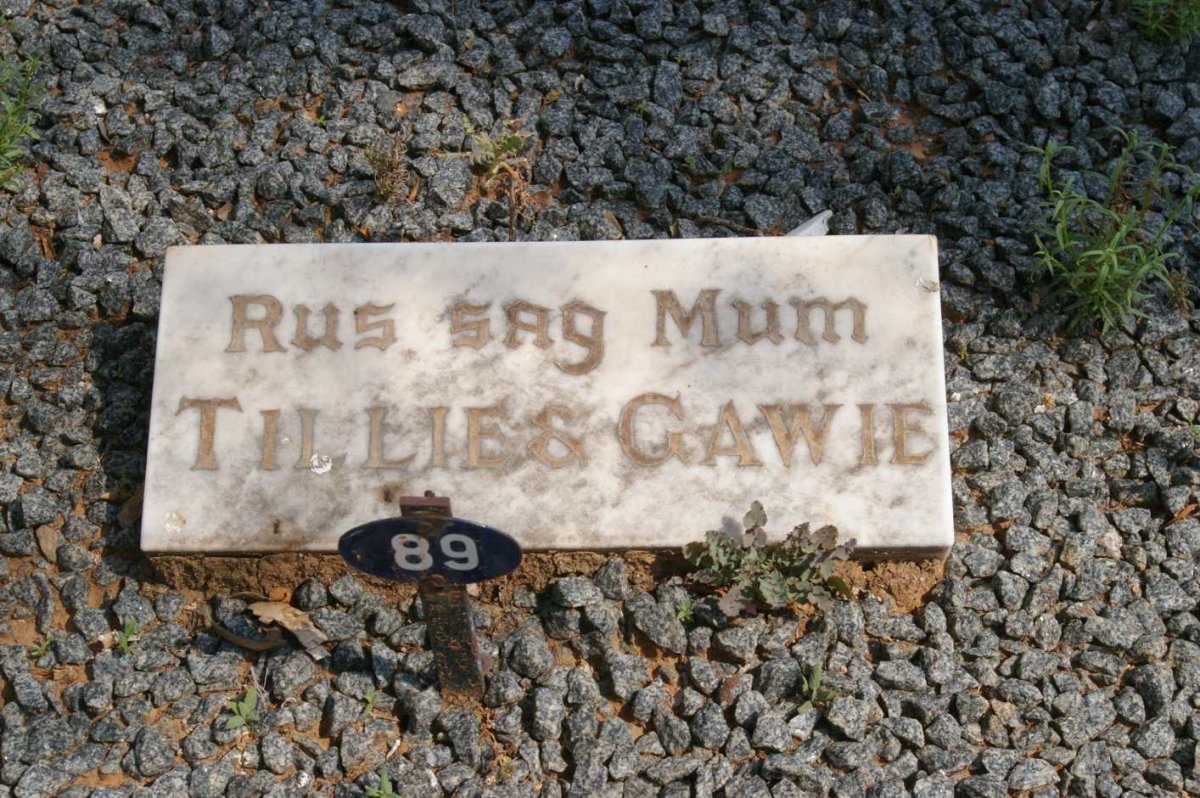 Rus sag Mum
TILLIE & GAWIE
89